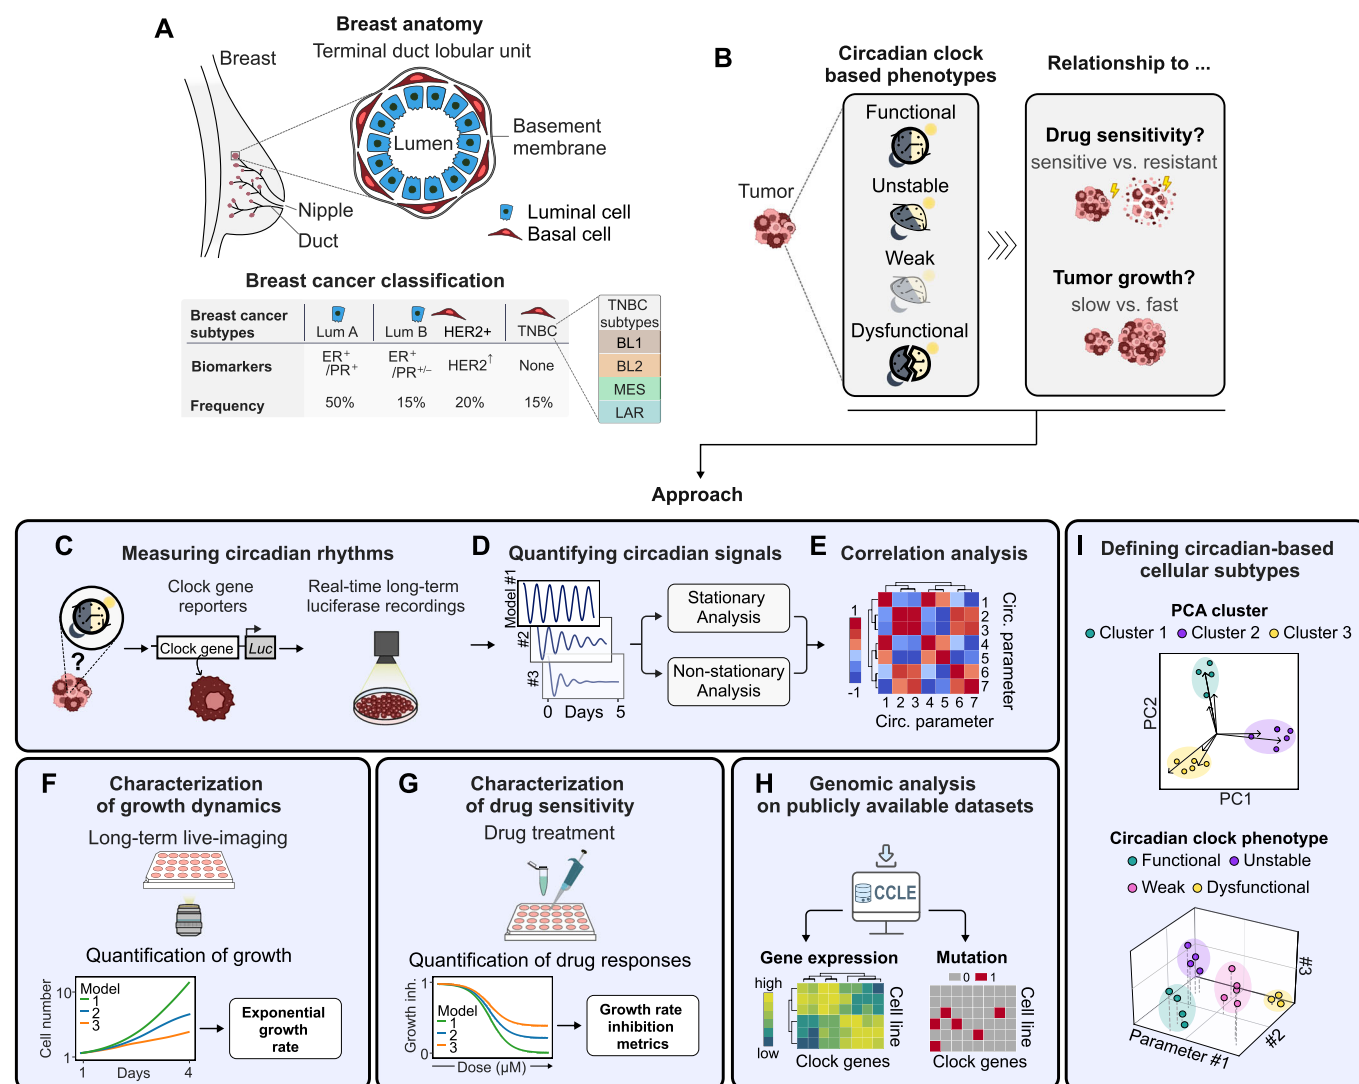 A
Breast anatomy
Terminal duct lobular unit
Breast
Lumen
Basement
membrane
Nipple
Duct
Luminal cell
Basal cell
Breast cancer classification
Breast cancer
subtypes
Lum A
Lum B
HER2+
TNBC
Biomarkers
ER⁺
/PR⁺
ER⁺
/PR⁺/⁻
HER2↑
None
Frequency
50%
15%
20%
15%
TNBC
subtypes
BL1
BL2
MES
LAR
B
Circadian clock
based phenotypes
Relationship to ...
Tumor
Functional
Unstable
Weak
Dysfunctional
Drug sensitivity?
sensitive vs. resistant
Tumor growth?
slow vs. fast
Approach
C
Measuring circadian rhythms
?
Clock gene
reporters
Clock gene
Luc
Real-time long-term
luciferase recordings
D
Quantifying circadian signals
Model #1
#2
#3
0 Days 5
Stationary
Analysis
Non-stationary
Analysis
E
Correlation analysis
1
-1
1
2
3
4
5
6
7
Circ. parameter
1 2 3 4 5 6 7
Circ. parameter
F
Characterization
of growth dynamics
Long-term live-imaging
Quantification of growth
Cell number
10
1
Model
1
2
3
1 Days 4
Exponential
growth
rate
G
Characterization
of drug sensitivity
Drug treatment
Quantification of drug responses
Growth inh.
1
0
Model
1
2
3
Dose (µM)
Growth rate
inhibition
metrics
H
Genomic analysis
on publicly available datasets
CCLE
Gene expression
high
low
Cell line
Clock genes
Mutation
0 1
Cell line
Clock genes
I
Defining circadian-based
cellular subtypes
PCA cluster
Cluster 1 Cluster 2 Cluster 3
PC2
PC1
Circadian clock phenotype
Functional Unstable
Weak Dysfunctional
Parameter #1
#2
#3